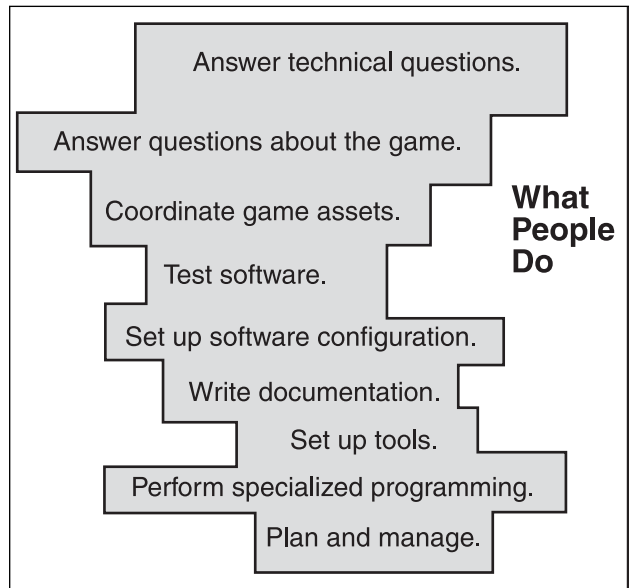 Answer technical questions.
Answer questions about the game.
Coordinate game assets.
What
People
Do
Test software.
Set up software configuration.
Write documentation.
Set up tools.
Perform specialized programming.
Plan and manage.